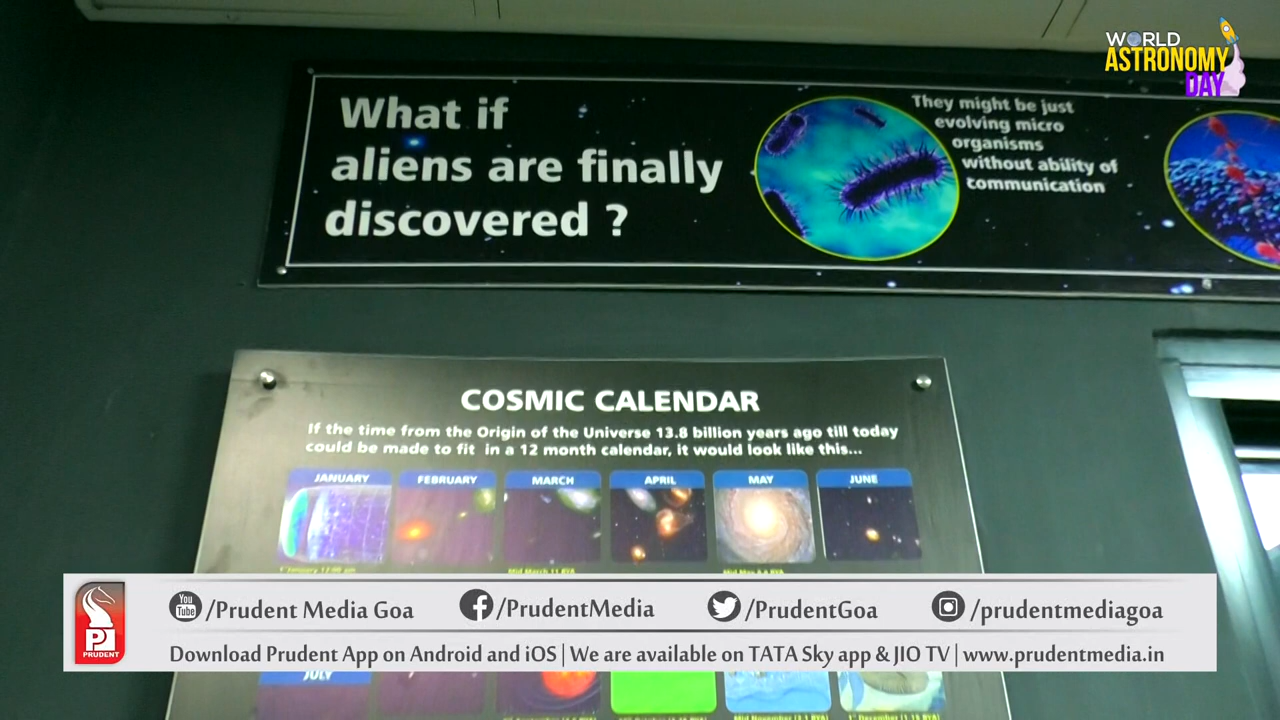 WORLD
ASTRONOMY
DAY
What if
aliens are finally
discovered ?
They might be just
evolving micro
organisms
without ability of
communication
COSMIC CALENDAR
If the time from the Origin of the Universe 13.8 billion years ago till today
could be made to fit in a 12 month calendar, it would look like this...
JANUARY
FEBRUARY
MARCH
APRIL
MAY
JUNE
You Tube /Prudent Media Goa
/PrudentMedia
/PrudentGoa
/prudentmediagoa
PRUDENT
Download Prudent App on Android and iOS | We are available on TATA Sky app & JIO TV | www.prudentmedia.in
JULY